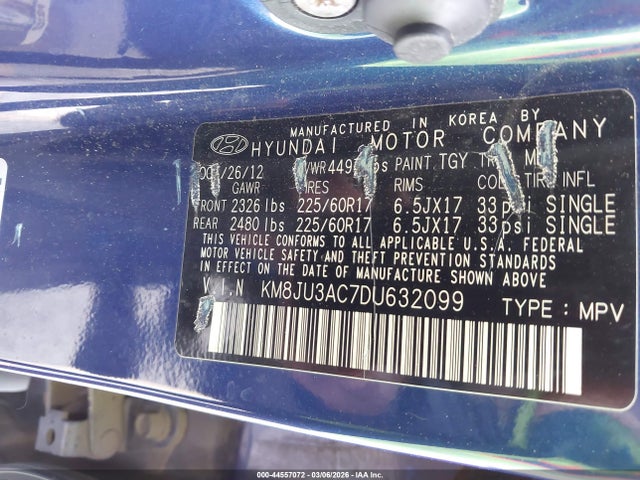 MANUFACTURED IN KOREA BY
HYUNDAI MOTOR COMPANY
/26/12 PAINT TGY
GAWR RIMS INFL
FRONT 2326 lbs 225/60R17 6.5JX17 33psi SINGLE
REAR 2480 lbs 225/60R17 6.5JX17 33psi SINGLE
THIS VEHICLE CONFORMS TO ALL APPLICABLE U.S.A. FEDERAL
MOTOR VEHICLE SAFETY AND THEFT PREVENTION STANDARDS
IN EFFECT ON THE DATE OF MANUFACTURE SHOWN ABOVE
V.I.N KM8JU3AC7DU632099 TYPE : MPV
000-44557072 - 03/06/2026 - Copyright © IAA, LLC